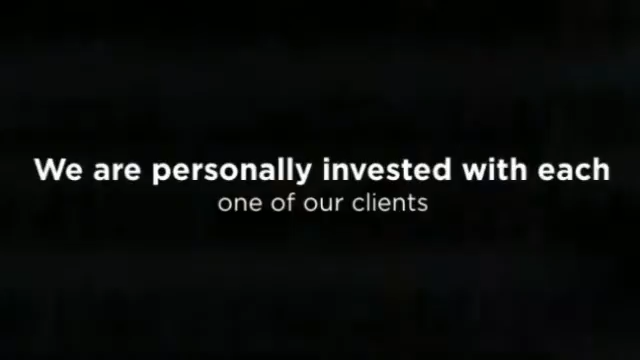 We are personally invested with each
one of our clients